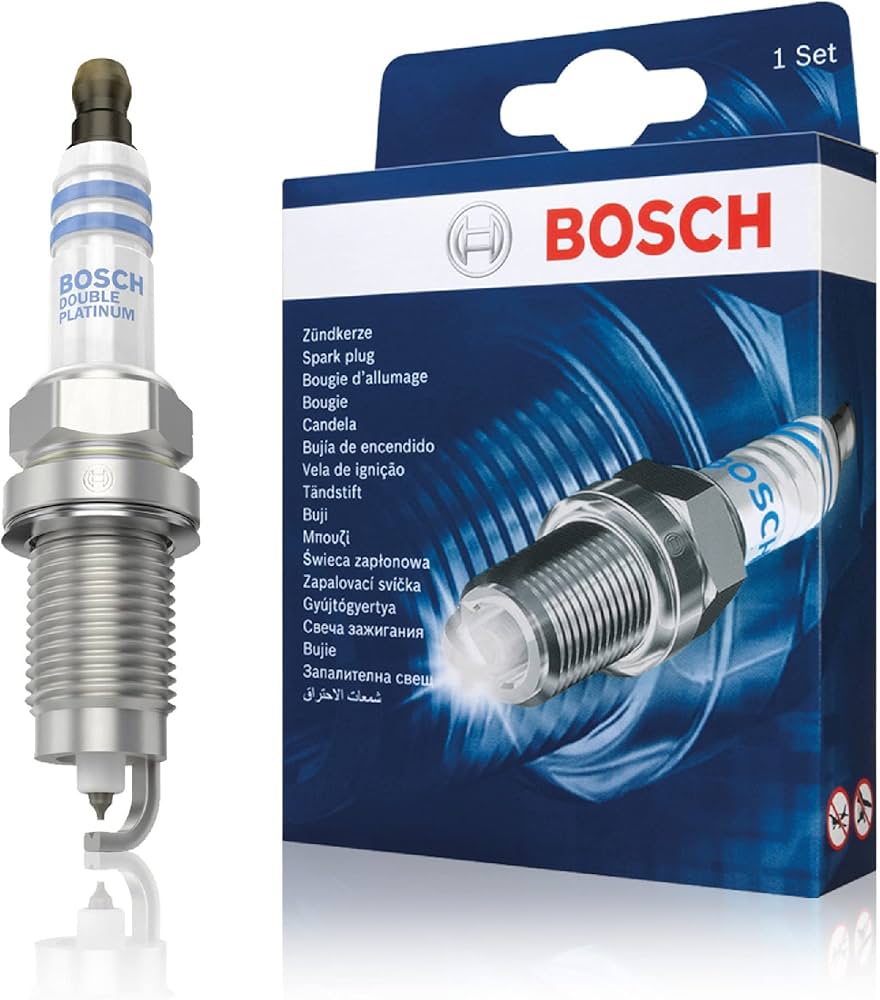 BOSCH
DOUBLE
PLATINUM
1 Set
BOSCH
Zündkerze
Spark plug
Bougie d'allumage
Bougie
Candela
Bujía de encendido
Vela de ignição
Tändstift
Buji
Μπουζί
Świeca zapłonowa
Zapalovací svíčka
Gyújtógyertya
Свеча зажигания
Bujie
Запалителна свещ
شمعات الاحتراق
BOSCH